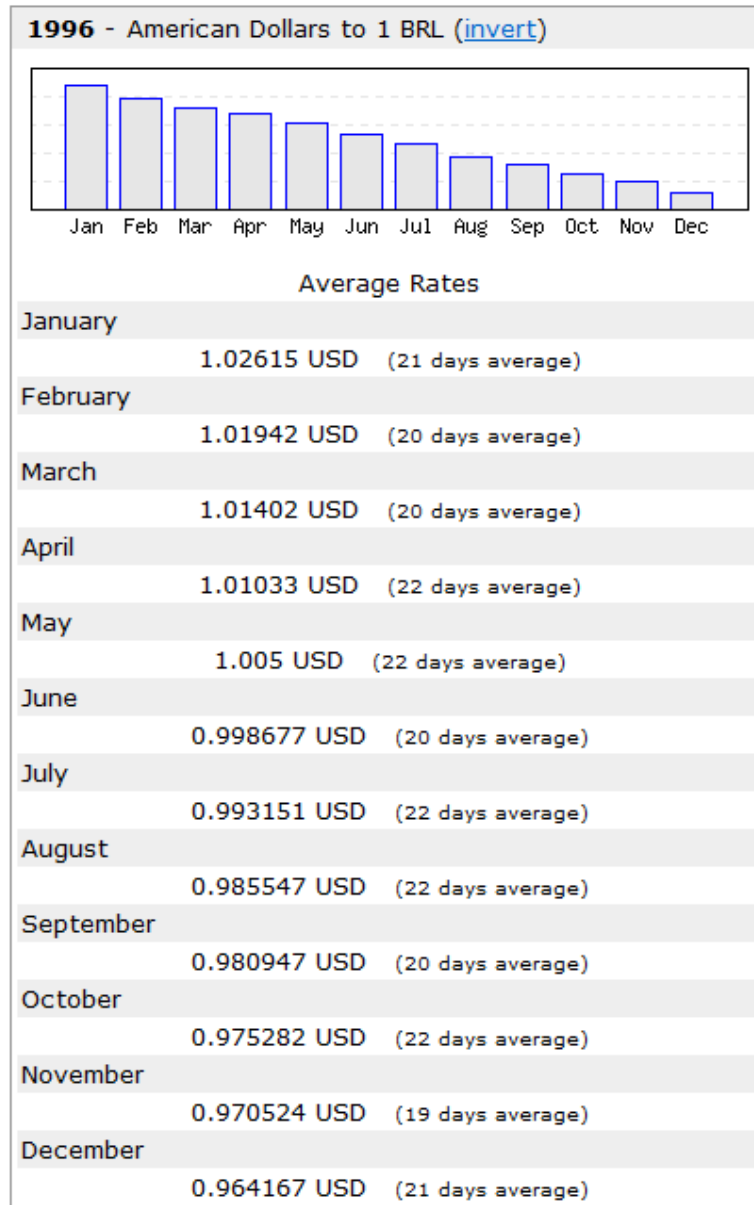 1996 - American Dollars to 1 BRL (invert)
Jan Feb Mar Apr May Jun Jul Aug Sep Oct Nov Dec
Average Rates
January
1.02615 USD (21 days average)
February
1.01942 USD (20 days average)
March
1.01402 USD (20 days average)
April
1.01033 USD (22 days average)
May
1.005 USD (22 days average)
June
0.998677 USD (20 days average)
July
0.993151 USD (22 days average)
August
0.985547 USD (22 days average)
September
0.980947 USD (20 days average)
October
0.975282 USD (22 days average)
November
0.970524 USD (19 days average)
December
0.964167 USD (21 days average)